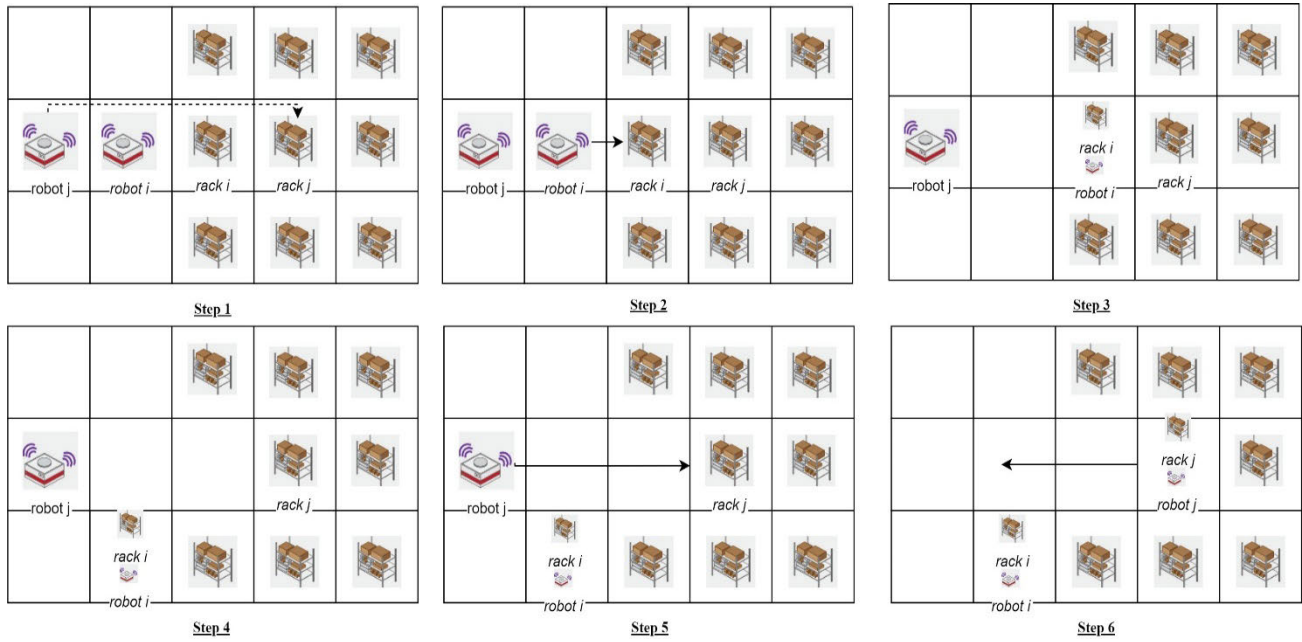 robot j robot i rack i rack j
Step 1
robot j robot i rack i rack j
Step 2
rack i
robot j robot i rack j
Step 3
robot j rack j
rack i
robot i
Step 4
robot j rack j
rack i
robot i
Step 5
rack j
robot j
rack i
robot i
Step 6